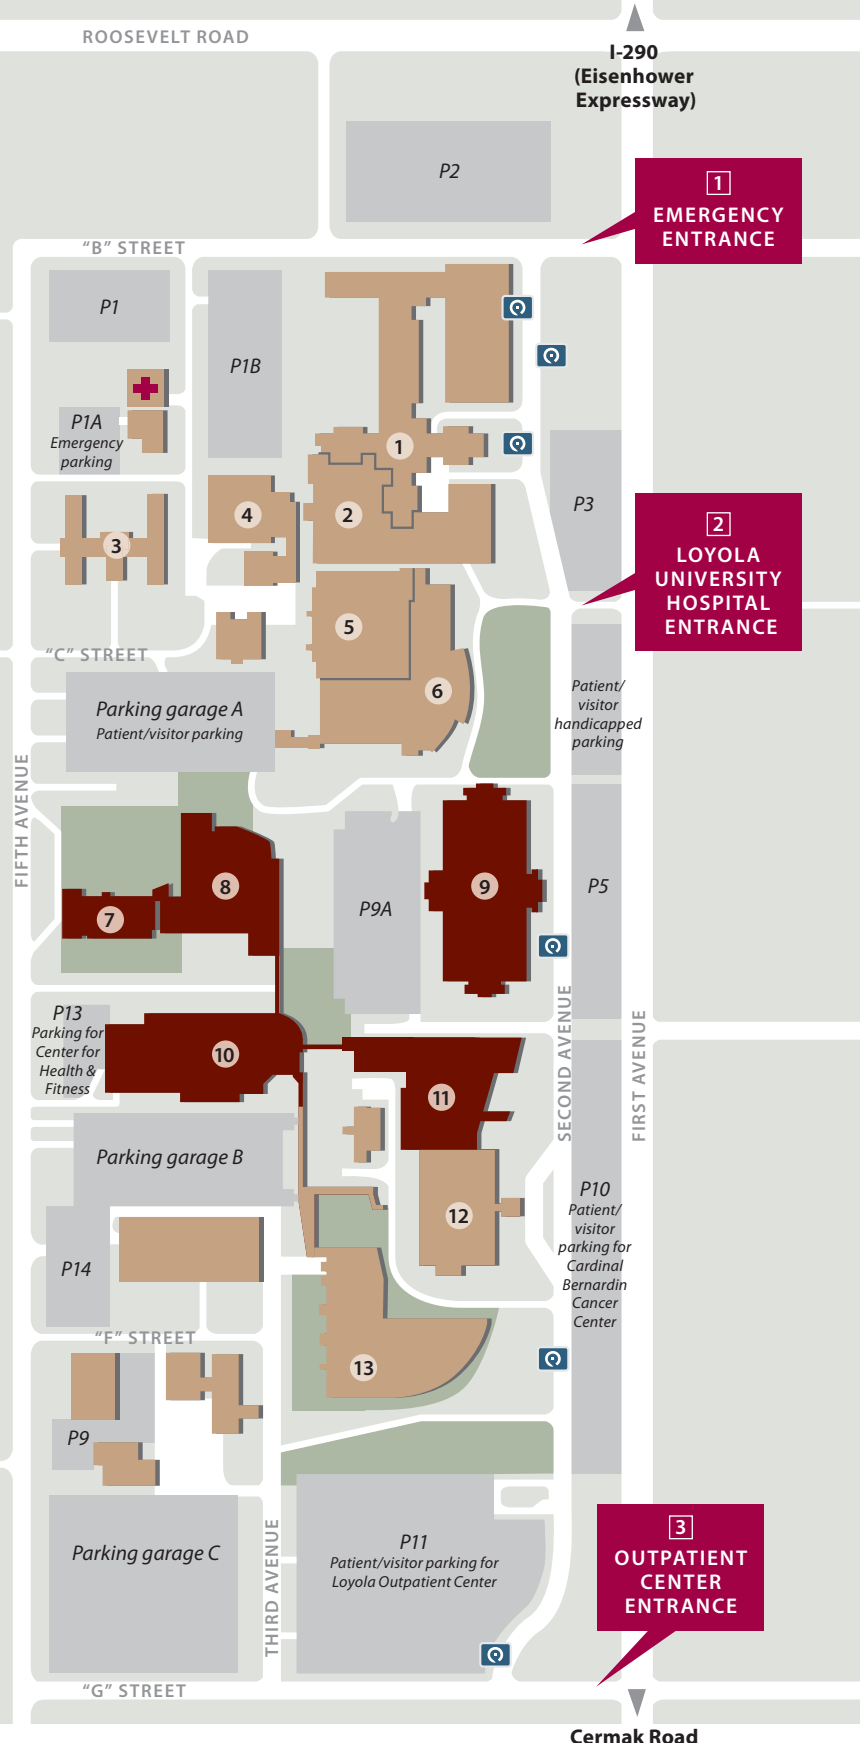 ROOSEVELT ROAD
I-290
(Eisenhower
Expressway)
P2
1
EMERGENCY
ENTRANCE
“B” STREET
P1
P1B
P1A
Emergency
parking
1
P3
4
2
3
2
LOYOLA
UNIVERSITY
HOSPITAL
ENTRANCE
5
“C” STREET
6
Patient/
visitor
handicapped
parking
Parking garage A
Patient/visitor parking
FIFTH AVENUE
8
9
P5
7
P9A
P13
Parking for
Center for
Health &
Fitness
10
11
SECOND AVENUE
FIRST AVENUE
Parking garage B
12
P10
Patient/
visitor
parking for
Cardinal
Bernardin
Cancer
Center
P14
“F” STREET
13
P9
Parking garage C
THIRD AVENUE
P11
Patient/visitor parking for
Loyola Outpatient Center
3
OUTPATIENT
CENTER
ENTRANCE
“G” STREET
Cermak Road